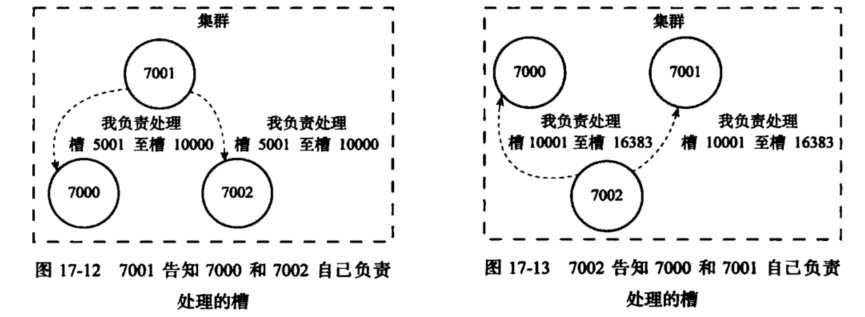 集群
7001
我负责处理
槽 5001 至槽 10000
我负责处理
槽 5001 至槽 10000
7000
7002
图 17-12 7001 告知 7000 和 7002 自己负责
处理的槽
集群
7000
7001
我负责处理
槽 10001 至槽 16383
我负责处理
槽 10001 至槽 16383
7002
图 17-13 7002 告知 7000 和 7001 自己负责
处理的槽